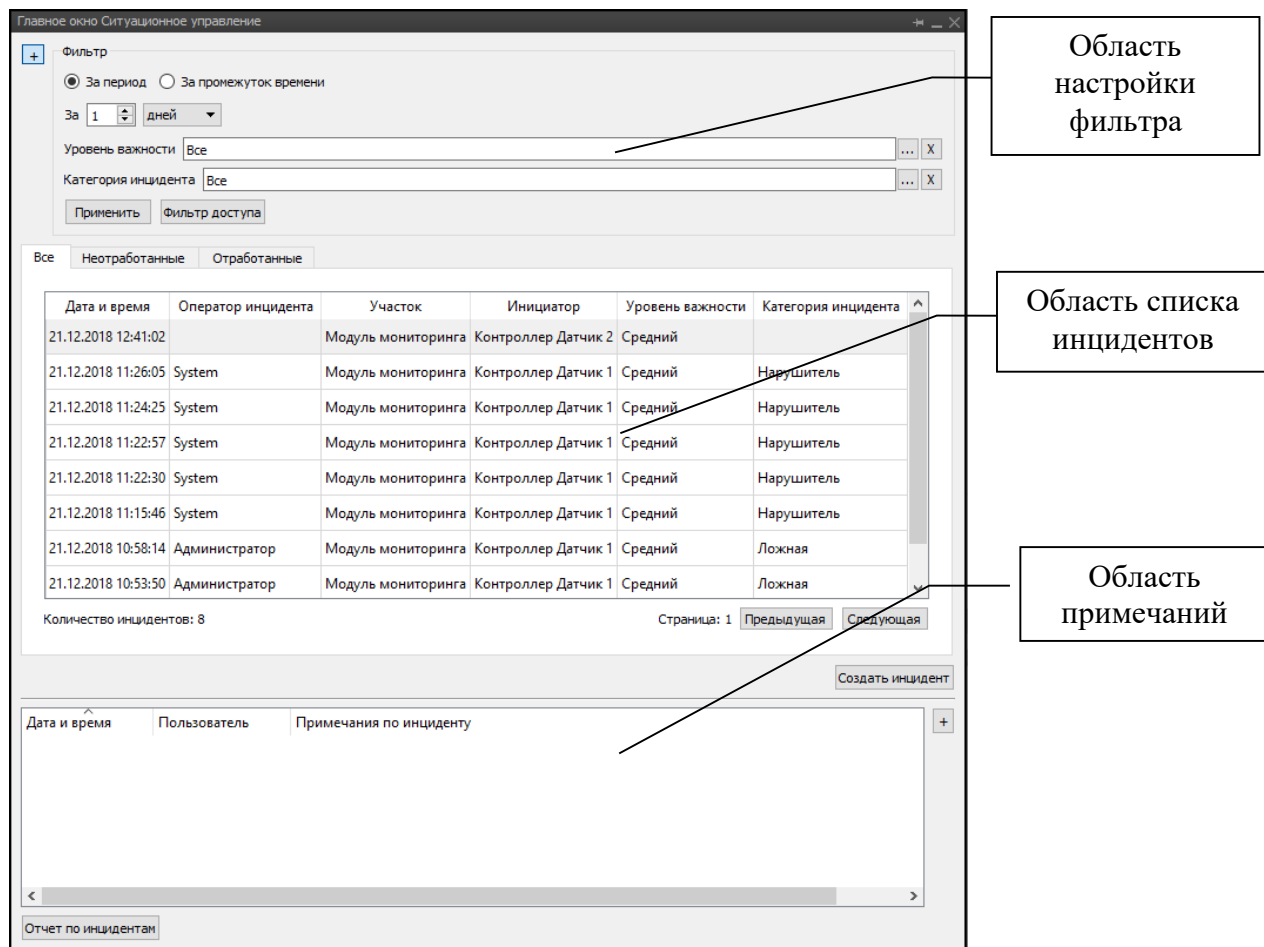 Главное окно Ситуационное управление
+
Фильтр
За период За промежуток времени
За 1 дней
Уровень важности Все ... X
Категория инцидента Все ... X
Применить Фильтр доступа
Область
настройки
фильтра
Все Неотработанные Отработанные
Дата и время Оператор инцидента Участок Инициатор Уровень важности Категория инцидента
21.12.2018 12:41:02 Модуль мониторинга Контроллер Датчик 2 Средний
21.12.2018 11:26:05 System Модуль мониторинга Контроллер Датчик 1 Средний Нарушитель
21.12.2018 11:24:25 System Модуль мониторинга Контроллер Датчик 1 Средний Нарушитель
21.12.2018 11:22:57 System Модуль мониторинга Контроллер Датчик 1 Средний Нарушитель
21.12.2018 11:22:30 System Модуль мониторинга Контроллер Датчик 1 Средний Нарушитель
21.12.2018 11:15:46 System Модуль мониторинга Контроллер Датчик 1 Средний Нарушитель
21.12.2018 10:58:14 Администратор Модуль мониторинга Контроллер Датчик 1 Средний Ложная
21.12.2018 10:53:50 Администратор Модуль мониторинга Контроллер Датчик 1 Средний Ложная
Количество инцидентов: 8 Страница: 1 Предыдущая Следующая
Область списка
инцидентов
Создать инцидент
Дата и время Пользователь Примечания по инциденту +
Область
примечаний
Отчет по инцидентам